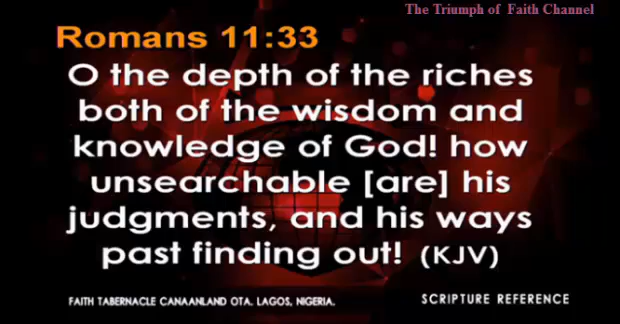 The Triumph of Faith Channel
Romans 11:33
O the depth of the riches
both of the wisdom and
knowledge of God! how
unsearchable [are] his
judgments, and his ways
past finding out! (KJV)
FAITH TABERNACLE CANAANLAND OTA. LAGOS, NIGERIA.
SCRIPTURE REFERENCE